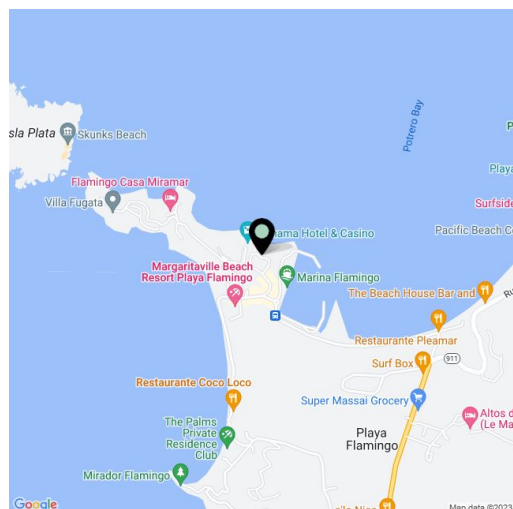 Isla Plata
Skunks Beach
Potrero Bay
Flamingo Casa Miramar
Villa Fugata
Surfside
Hotel & Casino
Pacific Beach
Margaritaville Beach
Resort Playa Flamingo
Marina Flamingo
The Beach House Bar and
Restaurante Pleamar
911
Surf Box
Restaurante Coco Loco
Super Massai Grocery
The Palms
Private
Residence
Club
Playa
Flamingo
Altos d
(Le Ma
Mirador Flamingo
Google
Map data ©2023